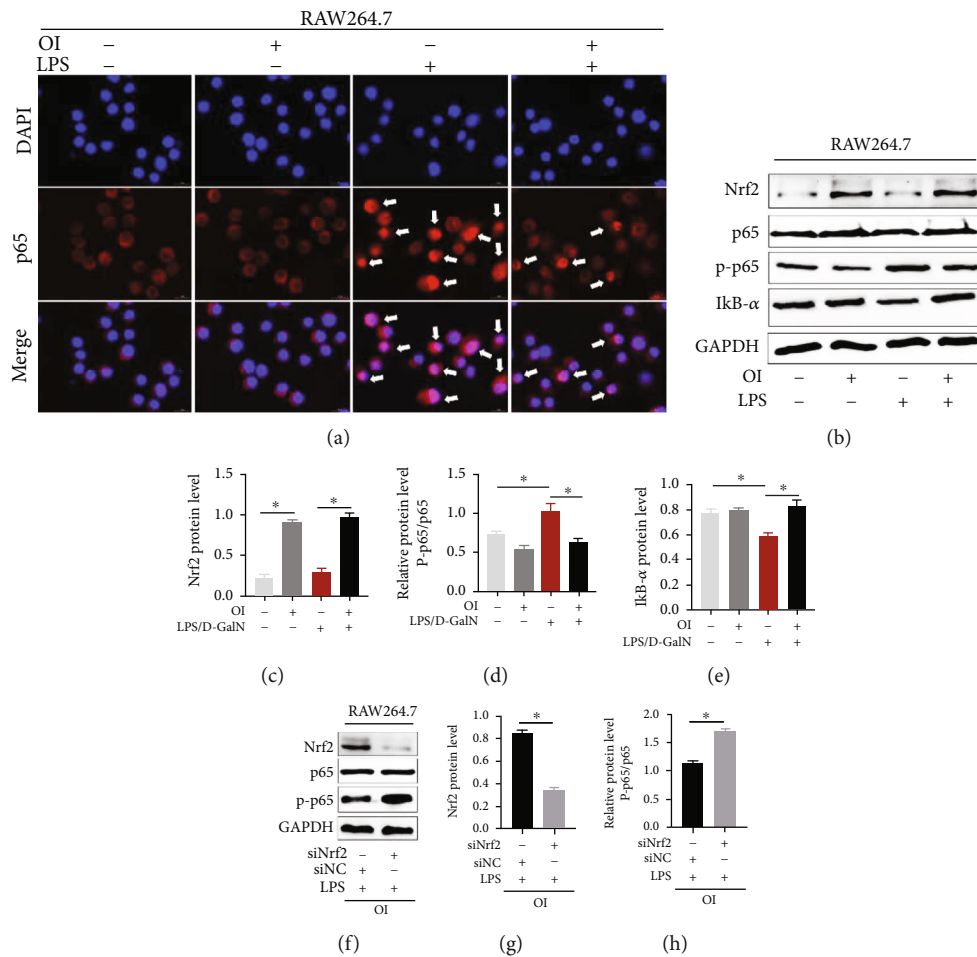 RAW264.7
OI − + − +
LPS − − + +
DAPI
p65
Merge
(a)
RAW264.7
Nrf2
p65
p-p65
IkB-α
GAPDH
OI − + − +
LPS − − + +
(b)
Nrf2 protein level
1.5
1.0
0.5
0.0
*
*
OI − + − +
LPS/D-GalN − − + +
(c)
Relative protein level
P-p65/p65
1.5
1.0
0.5
0.0
*
*
OI − + − +
LPS/D-GalN − − + +
(d)
IkB-α protein level
1.0
0.8
0.6
0.4
0.2
0.0
*
*
OI − + − +
LPS/D-GalN − − + +
(e)
RAW264.7
Nrf2
p65
p-p65
GAPDH
siNrf2 − +
siNC + −
LPS + +
OI
(f)
Nrf2 protein level
1.0
0.8
0.6
0.4
0.2
0.0
*
siNrf2 − +
siNC + −
LPS + +
OI
(g)
Relative protein level
P-p65/p65
2.0
1.5
1.0
0.5
0.0
*
siNrf2 − +
siNC + −
LPS + +
OI
(h)